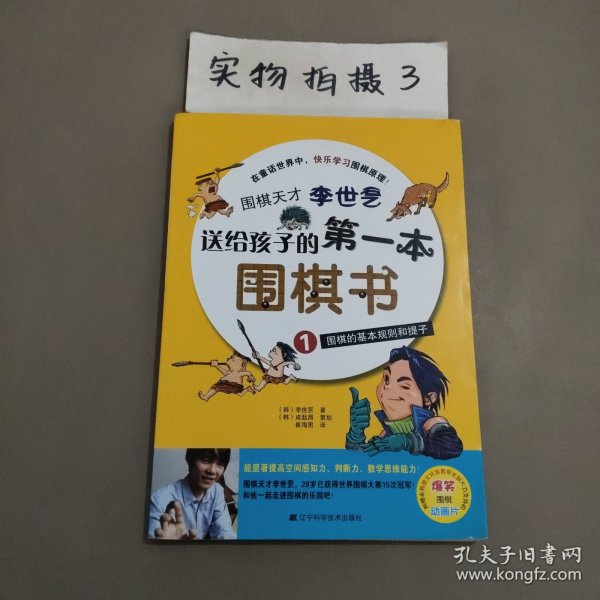 实物拍摄3
在童话世界中，快乐学习围棋原理！
围棋天才 李世乭
送给孩子的第一本
围棋书
1 围棋的基本规则和提子
（韩）李世乭 著
（韩）成起昌 策划
崔海男 译
能显著提高空间感知力、判断力、数学思维能力！
围棋天才李世乭，28岁已获得世界围棋大赛15次冠军！
和他一起走进围棋的乐园吧！
爆笑
围棋
动画片
辽宁科学技术出版社
孔夫子旧书网
www.kongfz.com